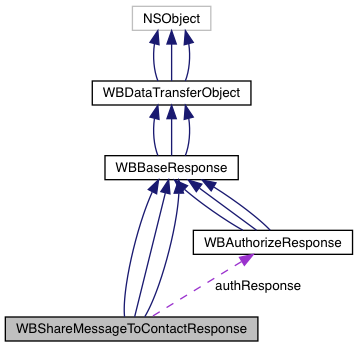 NSObject
WBDataTransferObject
WBBaseResponse
WBAuthorizeResponse
authResponse
WBShareMessageToContactResponse